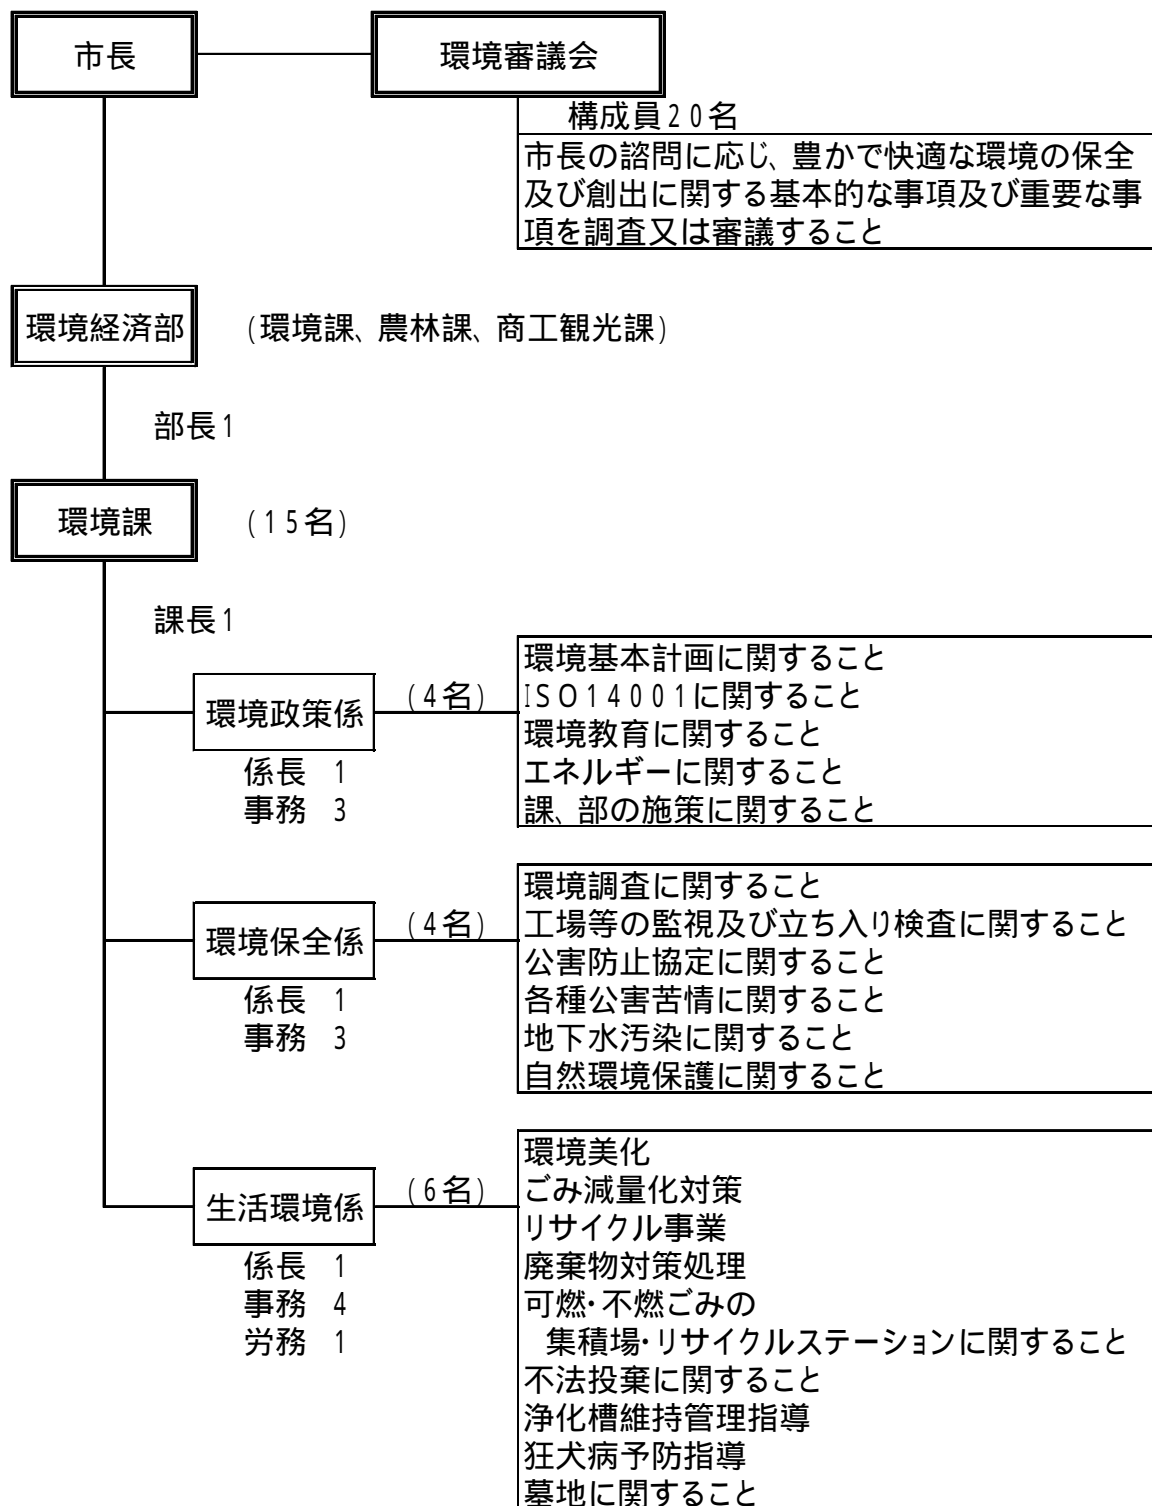 市長
環境審議会
構成員20名
市長の諮問に応じ、豊かで快適な環境の保全
及び創出に関する基本的な事項及び重要な事
項を調査又は審議すること
環境経済部
(環境課、農林課、商工観光課)
部長1
環境課
(15名)
課長1
環境政策係
(4名)
係長 1
事務 3
環境基本計画に関すること
ISO14001に関すること
環境教育に関すること
エネルギーに関すること
課、部の施策に関すること
環境保全係
(4名)
係長 1
事務 3
環境調査に関すること
工場等の監視及び立ち入り検査に関すること
公害防止協定に関すること
各種公害苦情に関すること
地下水汚染に関すること
自然環境保護に関すること
生活環境係
(6名)
係長 1
事務 4
労務 1
環境美化
ごみ減量化対策
リサイクル事業
廃棄物対策処理
可燃・不燃ごみの
集積場・リサイクルステーションに関すること
不法投棄に関すること
浄化槽維持管理指導
狂犬病予防指導
墓地に関すること